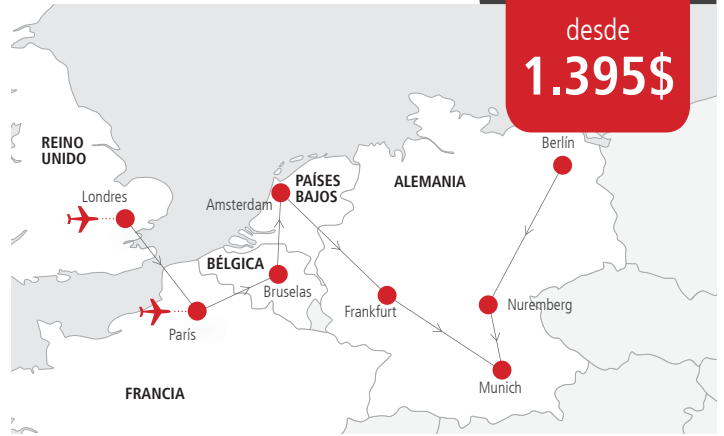 desde
1.395$
REINO
UNIDO
Londres
Amsterdam
PAÍSES
BAJOS
ALEMANIA
Berlín
BÉLGICA
Bruselas
París
Frankfurt
Nuremberg
Munich
FRANCIA